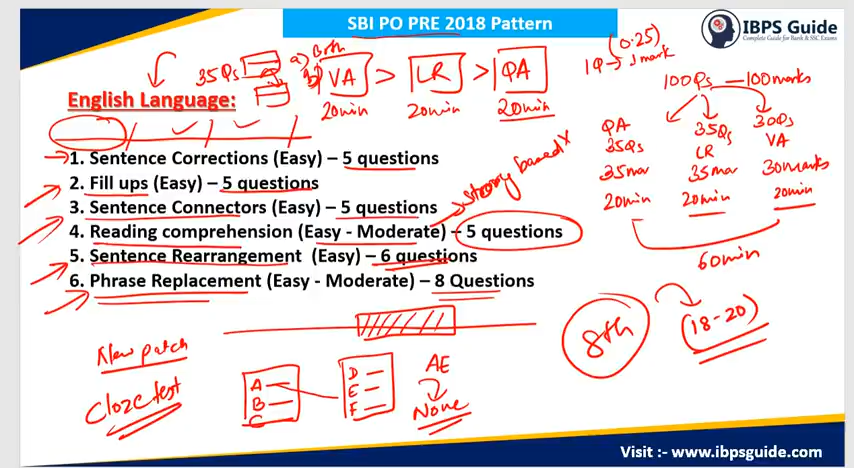 SBI PO PRE 2018 Pattern
IBPS Guide
Complete Guide for Bank & SSC Exams
35Qs
a) Both
b)
VA > LR > QA
20min 20min 20min
(0.25)
1Q → 1 mark
100Qs — 100marks
QA
35Qs
35mar
20min
35Qs
LR
35mar
20min
30Qs
VA
30marks
20min
60min
English Language:
1. Sentence Corrections (Easy) – 5 questions
2. Fill ups (Easy) – 5 questions
3. Sentence Connectors (Easy) – 5 questions
4. Reading comprehension (Easy - Moderate) – 5 questions
5. Sentence Rearrangement (Easy) – 6 questions
6. Phrase Replacement (Easy - Moderate) – 8 Questions
based X
8th
(18-20)
New
Cloze test
A
B
C
D
E
F
AE
None
Visit :- www.ibpsguide.com